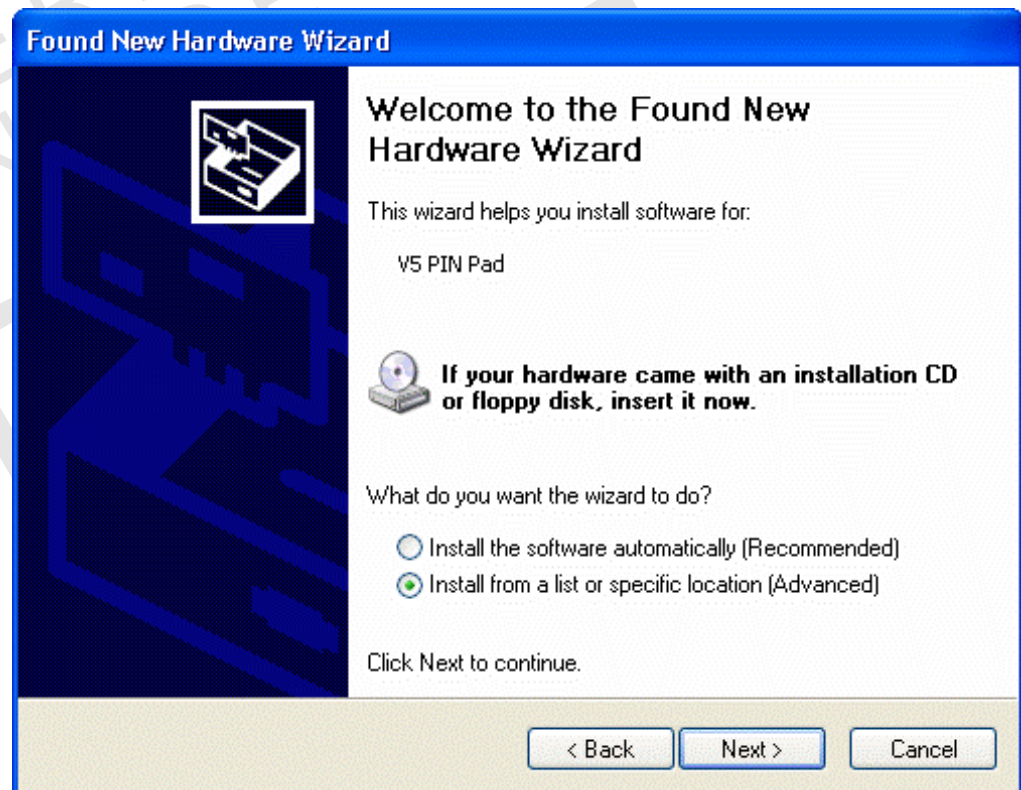 Found New Hardware Wizard
Welcome to the Found New
Hardware Wizard
This wizard helps you install software for:
V5 PIN Pad
If your hardware came with an installation CD
or floppy disk, insert it now.
What do you want the wizard to do?
Install the software automatically (Recommended)
Install from a list or specific location (Advanced)
Click Next to continue.
< Back
Next >
Cancel